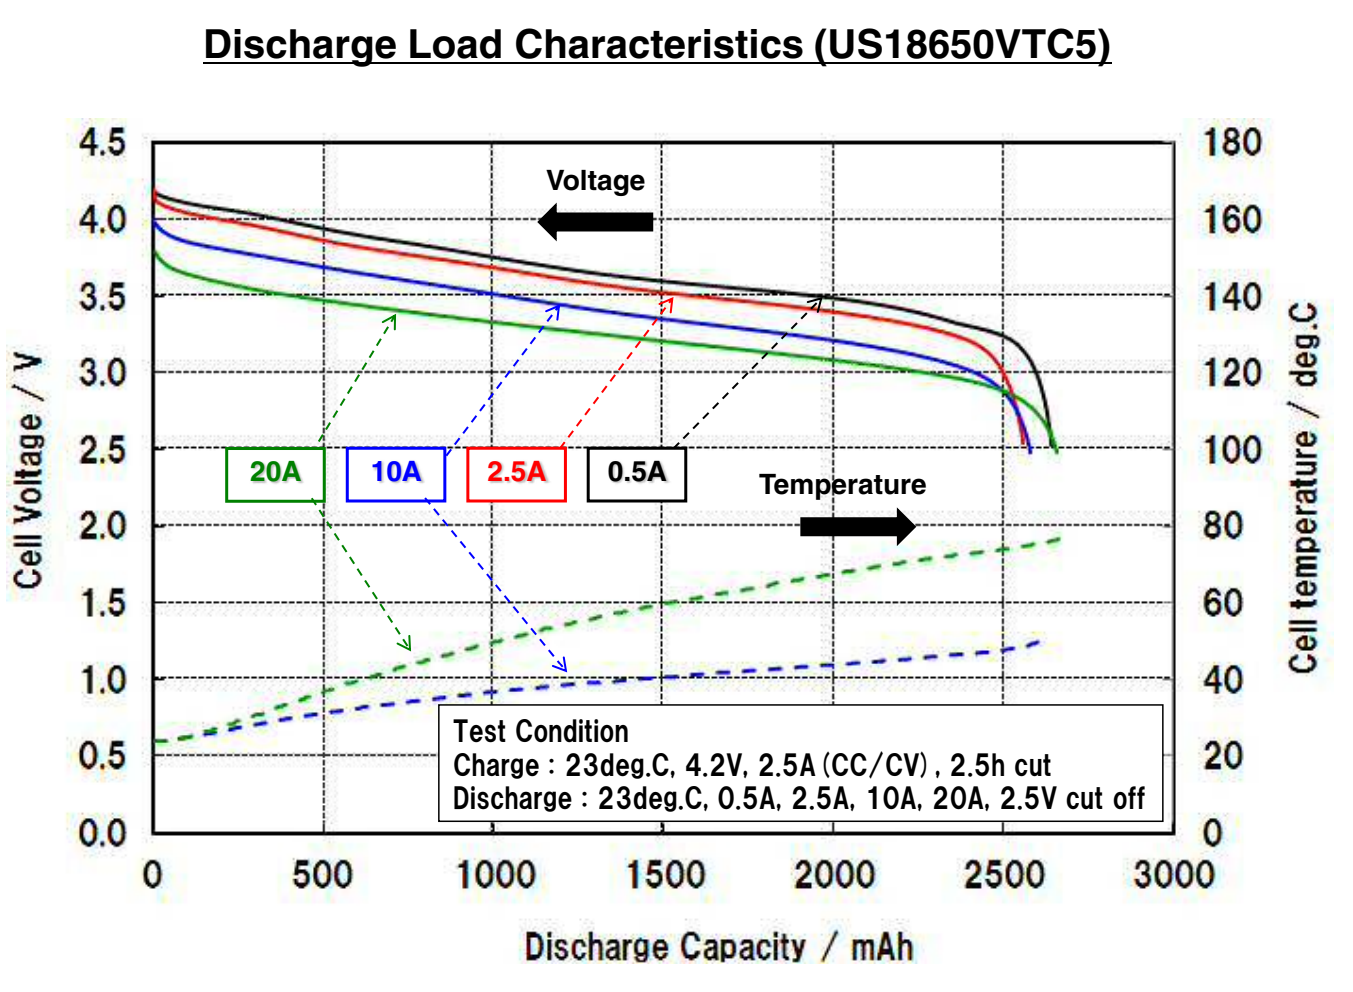 Discharge Load Characteristics (US18650VTC5)
Voltage
4.5
4.0
3.5
3.0
2.5
2.0
1.5
1.0
0.5
0.0
Cell Voltage / V
180
160
140
120
100
80
60
40
20
0
Cell temperature / deg.C
20A
10A
2.5A
0.5A
Temperature
Test Condition
Charge : 23deg.C, 4.2V, 2.5A (CC/CV) , 2.5h cut
Discharge : 23deg.C, 0.5A, 2.5A, 10A, 20A, 2.5V cut off
0 500 1000 1500 2000 2500 3000
Discharge Capacity / mAh